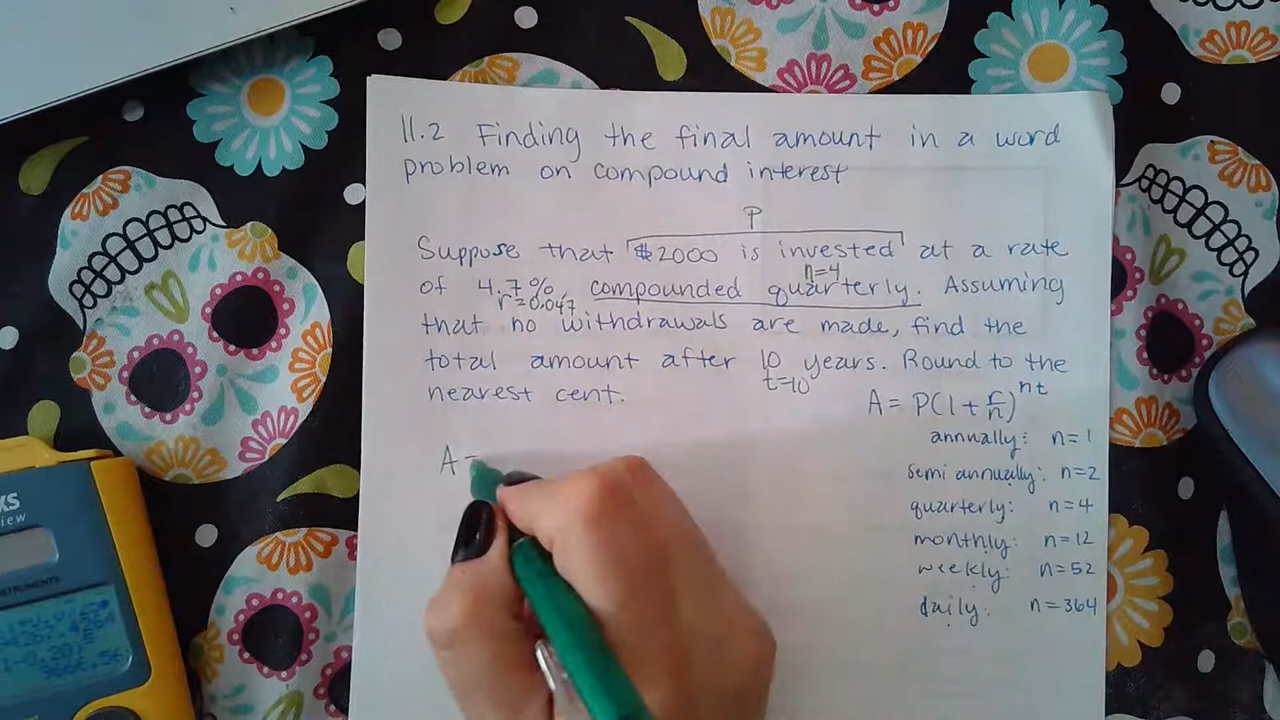 11.2 Finding the final amount in a word
problem on compound interest
P
Suppose that $2000 is invested at a rate
n=4
of 4.7%, compounded quarterly. Assuming
r=0.047
that no withdrawals are made, find the
total amount after 10 years. Round to the
t=10
nearest cent.
A = P(1 + r/n)^nt
annually: n=1
A =
semi annually: n=2
quarterly: n=4
monthly: n=12
weekly: n=52
daily: n=364